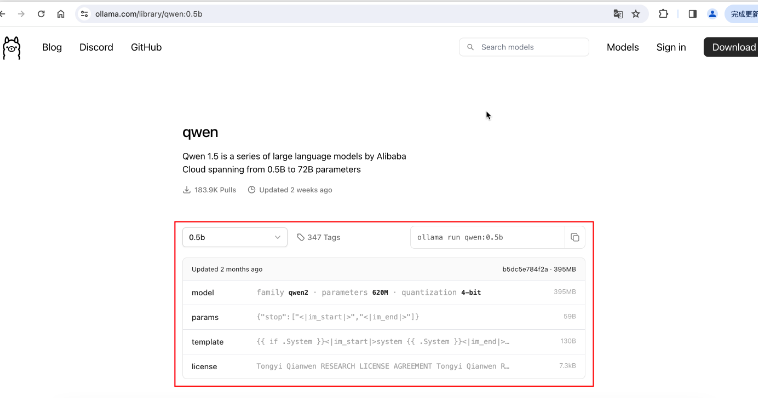 ollama.com/library/qwen:0.5b
完成更新
Blog Discord GitHub Search models Models Sign in Download
qwen
Qwen 1.5 is a series of large language models by Alibaba
Cloud spanning from 0.5B to 72B parameters
183.9K Pulls Updated 2 weeks ago
0.5b 347 Tags ollama run qwen:0.5b
Updated 2 months ago b5dc5e784f2a · 395MB
model family qwen2 · parameters 620M · quantization 4-bit 395MB
params {"stop":["<|im_start|>","<|im_end|>"]} 59B
template {{ if .System }}<|im_start|>system {{ .System }}<|im_end|>… 130B
license Tongyi Qianwen RESEARCH LICENSE AGREEMENT Tongyi Qianwen R… 7.3kB